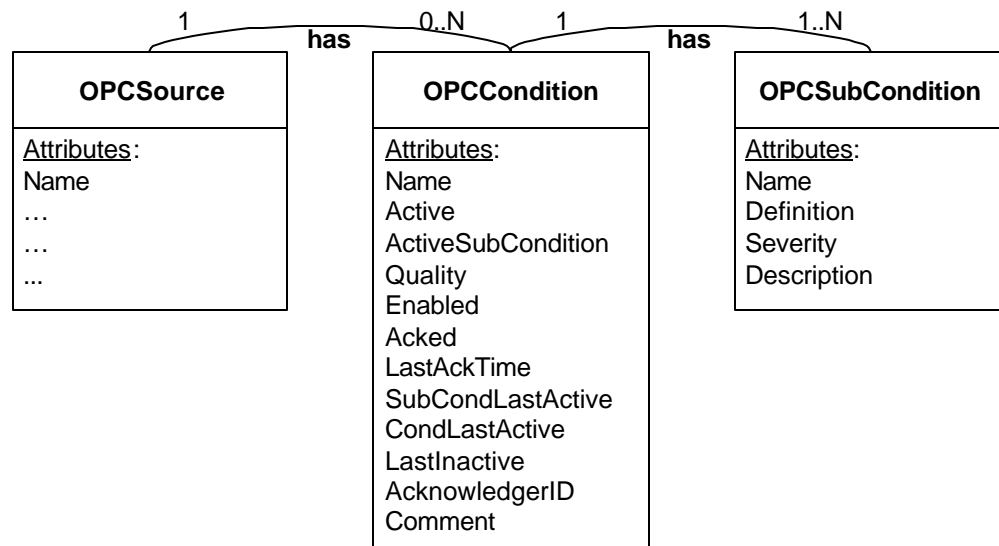 1 0..N 1 1..N
has has
OPCSource
Attributes:
Name
…
…
...
OPCCondition
Attributes:
Name
Active
ActiveSubCondition
Quality
Enabled
Acked
LastAckTime
SubCondLastActive
CondLastActive
LastInactive
AcknowledgerID
Comment
OPCSubCondition
Attributes:
Name
Definition
Severity
Description